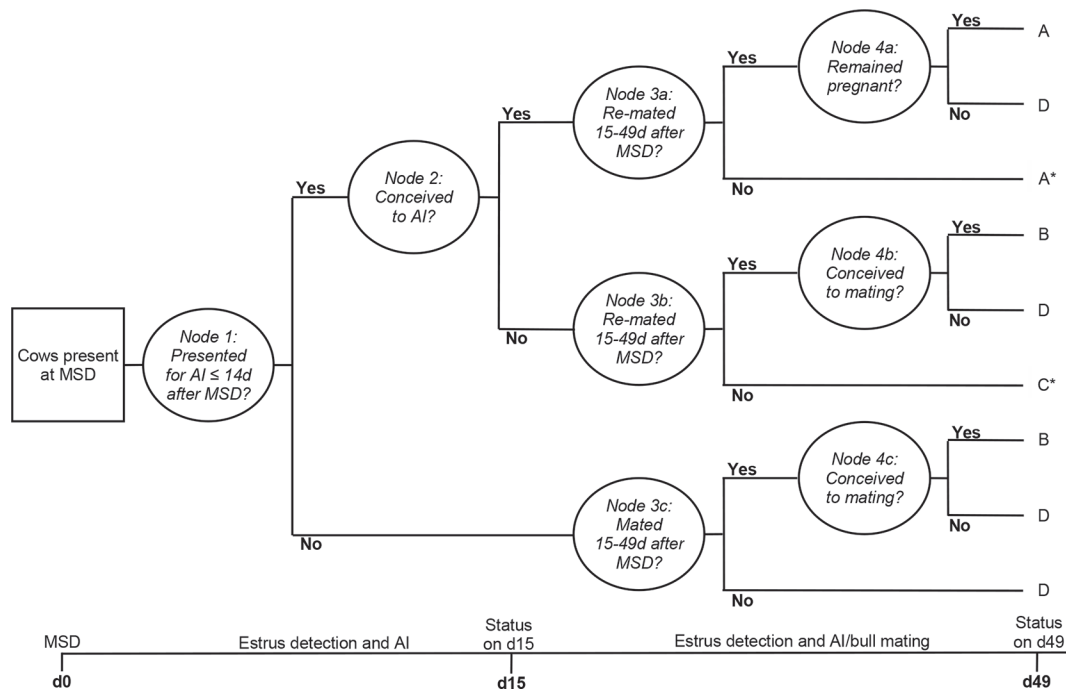 Yes
A
Node 4a:
Remained
pregnant?
Yes
No
D
Node 3a:
Re-mated
15-49d after
MSD?
Yes
No
A*
Node 2:
Conceived
to AI?
Yes
Yes
B
Node 4b:
Conceived
to mating?
Yes
No
D
Node 3b:
Re-mated
15-49d after
MSD?
No
No
C*
Cows present
at MSD
Node 1:
Presented
for AI ≤ 14d
after MSD?
Yes
B
Node 4c:
Conceived
to mating?
Yes
No
D
Node 3c:
Mated
15-49d after
MSD?
No
No
D
MSD
Estrus detection and AI
Status
on d15
Estrus detection and AI/bull mating
Status
on d49
d0
d15
d49